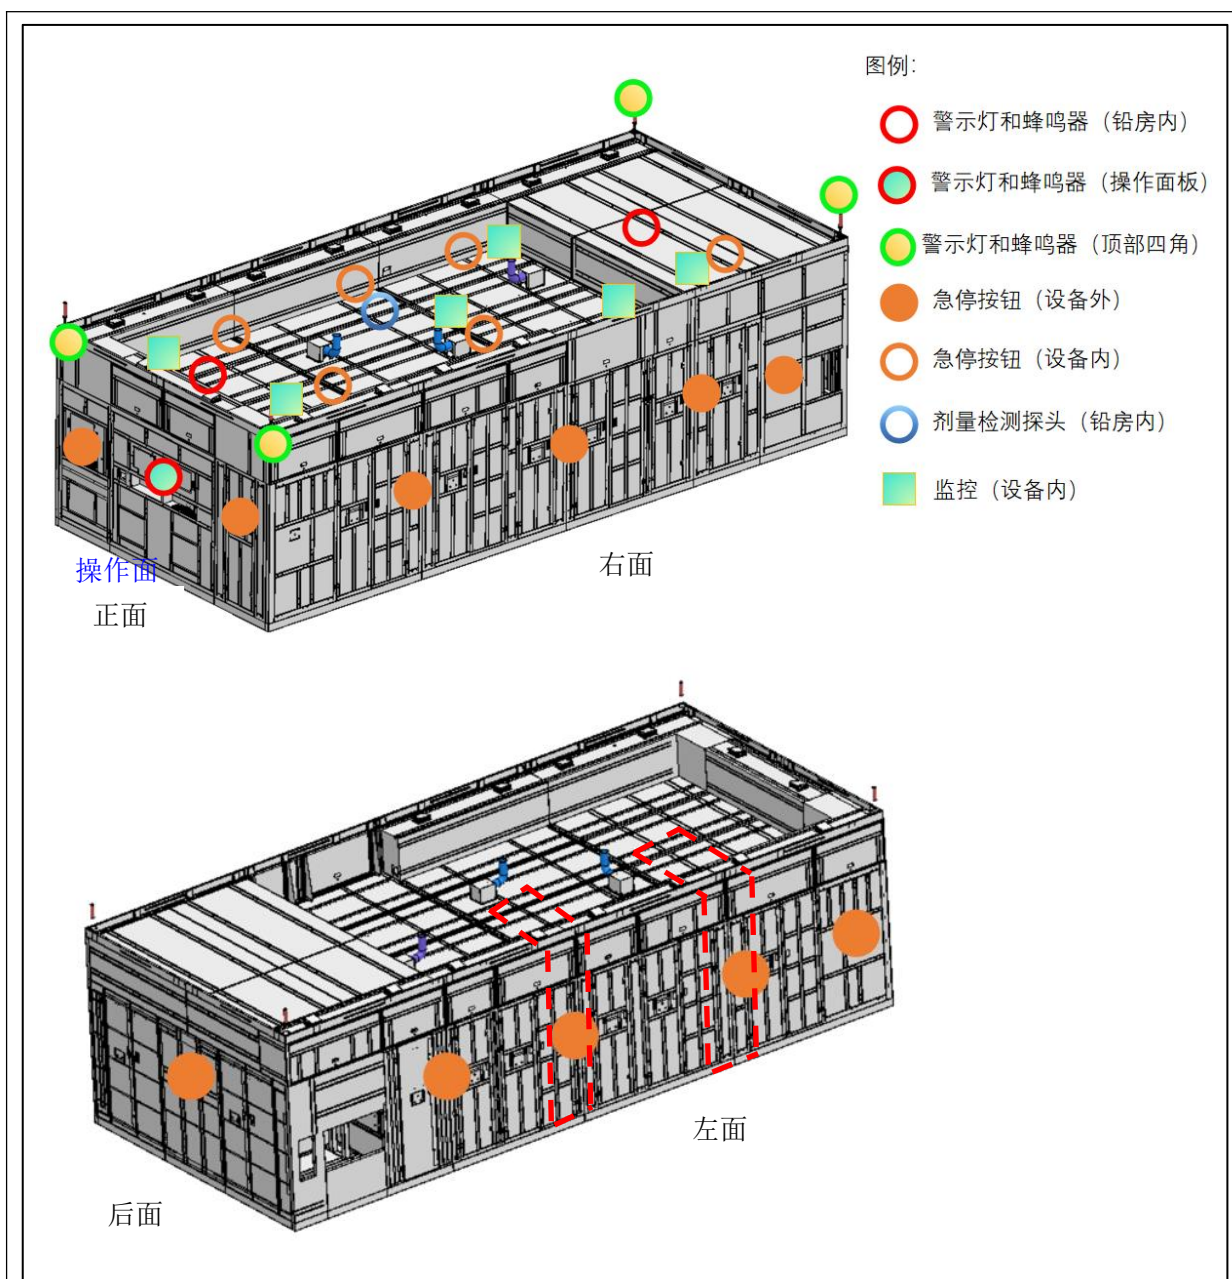 图例:
警示灯和蜂鸣器（铅房内）
警示灯和蜂鸣器（操作面板）
警示灯和蜂鸣器（顶部四角）
急停按钮（设备外）
急停按钮（设备内）
剂量检测探头（铅房内）
监控（设备内）
操作面
正面
右面
左面
后面